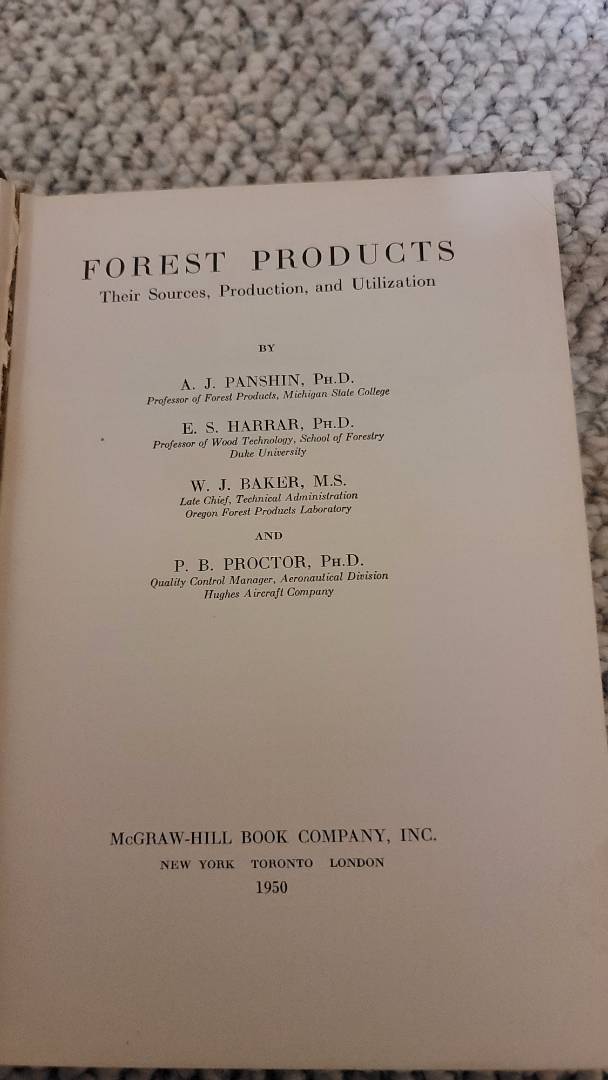 FOREST PRODUCTS
Their Sources, Production, and Utilization
BY
A. J. PANSHIN, PH.D.
Professor of Forest Products, Michigan State College
E. S. HARRAR, PH.D.
Professor of Wood Technology, School of Forestry
Duke University
W. J. BAKER, M.S.
Late Chief, Technical Administration
Oregon Forest Products Laboratory
AND
P. B. PROCTOR, PH.D.
Quality Control Manager, Aeronautical Division
Hughes Aircraft Company
McGRAW-HILL BOOK COMPANY, INC.
NEW YORK TORONTO LONDON
1950